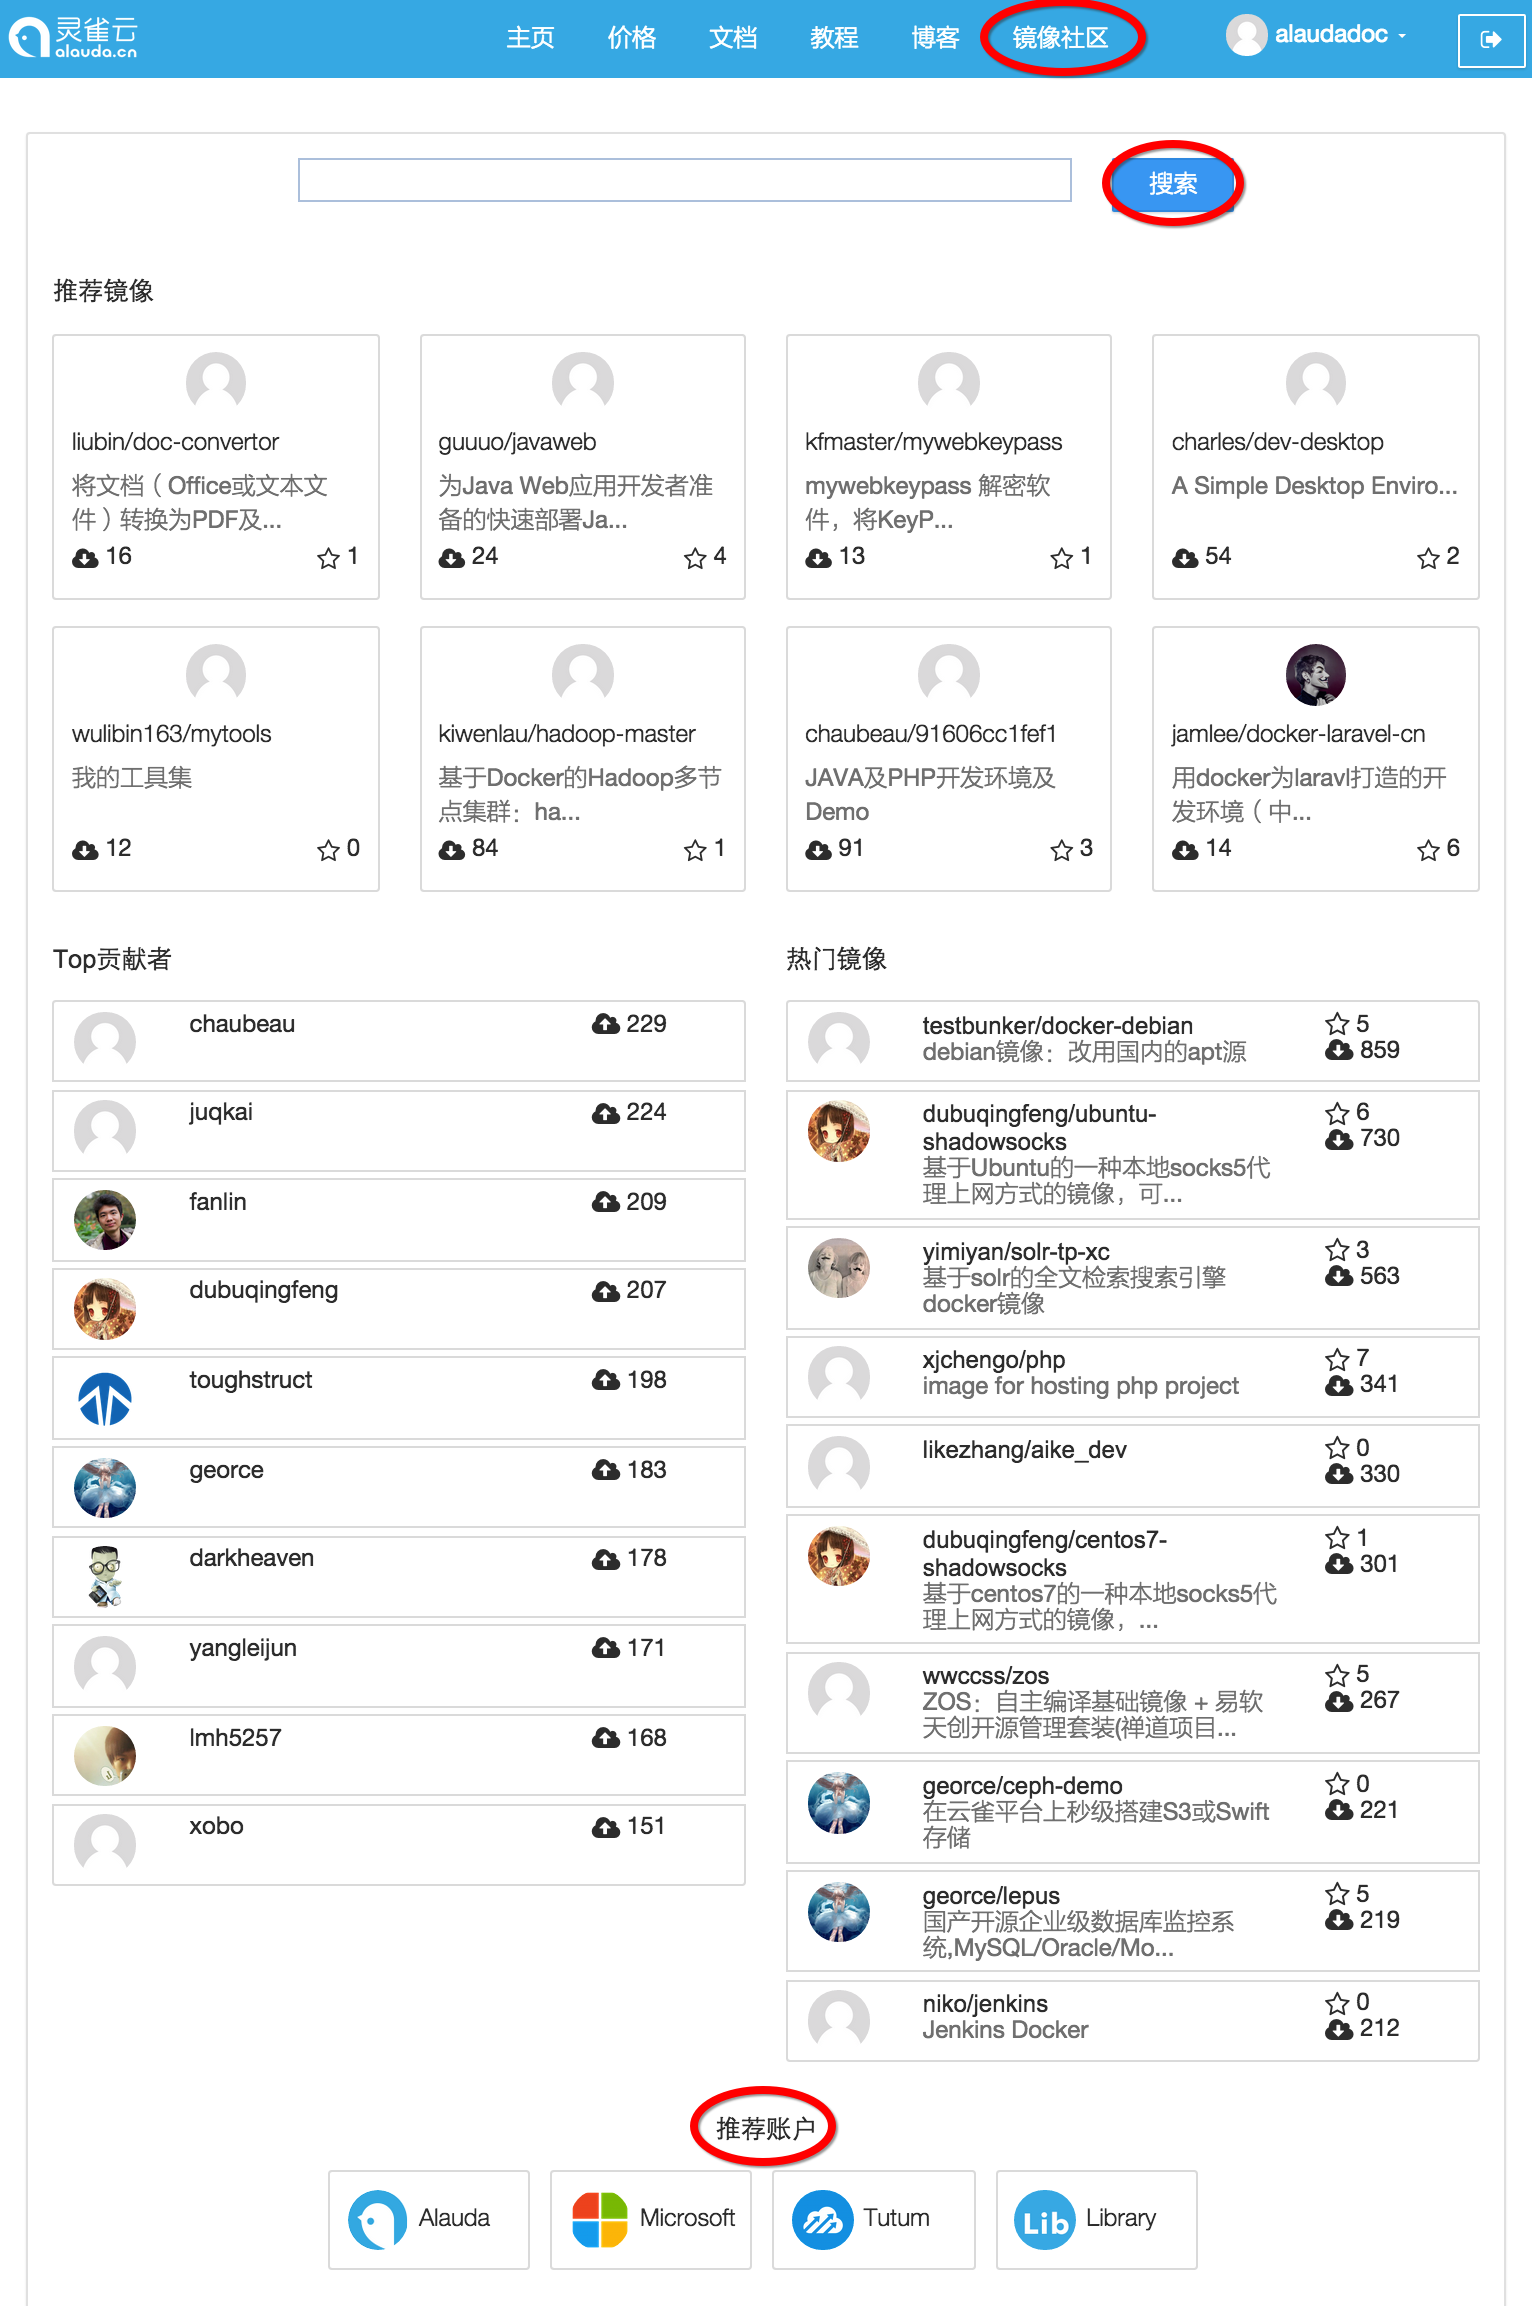 灵雀云
alauda.cn
主页 价格 文档 教程 博客 镜像社区 alaudadoc
搜索
推荐镜像
liubin/doc-convertor
将文档（Office或文本文
件）转换为PDF及...
16 1
guuuo/javaweb
为Java Web应用开发者准
备的快速部署Ja...
24 4
kfmaster/mywebkeypass
mywebkeypass 解密软
件，将KeyP...
13 1
charles/dev-desktop
A Simple Desktop Enviro...
54 2
wulibin163/mytools
我的工具集
12 0
kiwenlau/hadoop-master
基于Docker的Hadoop多节
点集群：ha...
84 1
chaubeau/91606cc1fef1
JAVA及PHP开发环境及
Demo
91 3
jamlee/docker-laravel-cn
用docker为laravl打造的开
发环境（中...
14 6
Top贡献者
chaubeau 229
juqkai 224
fanlin 209
dubuqingfeng 207
toughstruct 198
georce 183
darkheaven 178
yangleijun 171
lmh5257 168
xobo 151
热门镜像
testbunker/docker-debian 5
debian镜像：改用国内的apt源 859
dubuqingfeng/ubuntu- 6
shadowsocks 730
基于Ubuntu的一种本地socks5代
理上网方式的镜像，可...
yimiyan/solr-tp-xc 3
基于solr的全文检索搜索引擎 563
docker镜像
xjchengo/php 7
image for hosting php project 341
likezhang/aike_dev 0
330
dubuqingfeng/centos7- 1
shadowsocks 301
基于centos7的一种本地socks5代
理上网方式的镜像，...
wwccss/zos 5
ZOS：自主编译基础镜像 + 易软 267
天创开源管理套装(禅道项目...
georce/ceph-demo 0
在云雀平台上秒级搭建S3或Swift 221
存储
georce/lepus 5
国产开源企业级数据库监控系 219
统,MySQL/Oracle/Mo...
niko/jenkins 0
Jenkins Docker 212
推荐账户
Alauda Microsoft Tutum Lib Library